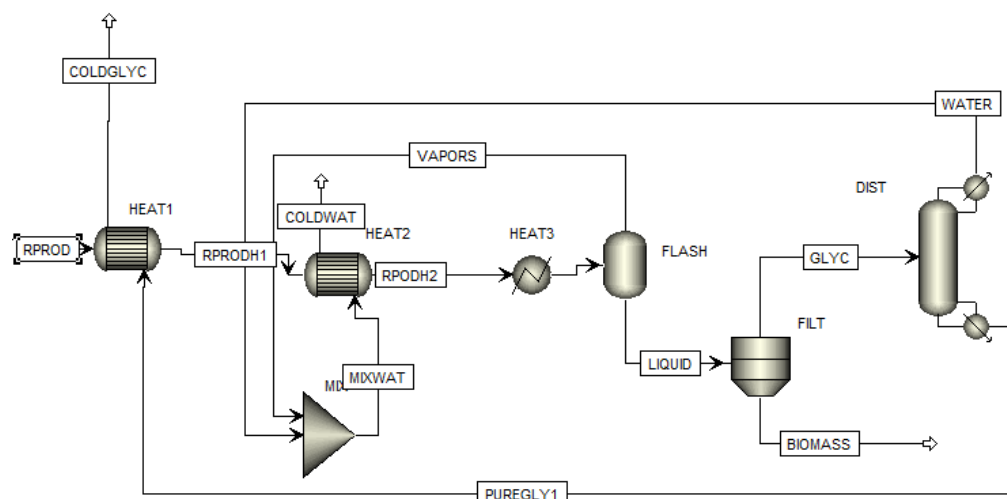 COLDGLYC
WATER
VAPORS
DIST
HEAT1
COLDWAT
HEAT2
HEAT3
RPROD
RPRODH1
FLASH
GLYC
RPODH2
FILT
LIQUID
MIXWAT
BIOMASS
PUREGLY1